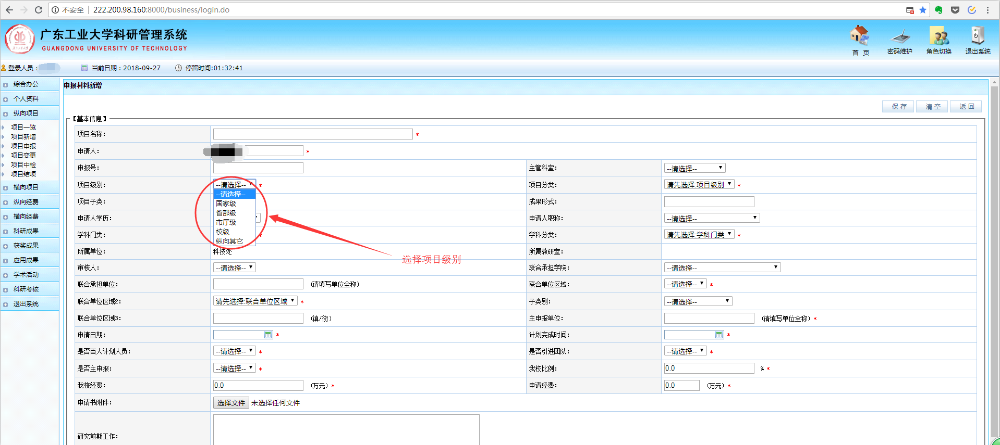 不安全 222.200.98.160:8000/business/login.do
广东工业大学科研管理系统
GUANGDONG UNIVERSITY OF TECHNOLOGY
首 页
密码维护
角色切换
退出系统
登录人员:
当前日期:2018-09-27
停留时间:01:32:41
综合办公
个人资料
纵向项目
项目一览
项目新增
项目申报
项目变更
项目中检
项目结项
横向项目
纵向经费
横向经费
科研成果
获奖成果
应用成果
学术活动
科研考核
退出系统
申报材料新增
保 存 清 空 返 回
【基本信息】
项目名称: *
申请人: *
申报号: 主管科室: --请选择--
项目级别: --请选择-- * 项目分类: 请先选择:项目级别 *
--请选择--
国家级
省部级
市厅级
校级
纵向其它
项目子类: 成果形式:
申请人学历: 申请人职称: --请选择--
学科门类: * 学科分类: 请先选择:学科门类 *
选择项目级别
所属单位: 科技处 所属教研室:
审核人: --请选择-- 联合承担学院: --请选择--
联合承担单位: (请填写单位全称) 联合单位区域: --请选择-- *
联合单位区域2: 请先选择:联合单位区域 * 子类别: --请选择--
联合单位区域3: (镇/街) 主申报单位: (请填写单位全称) *
申请日期: * 计划完成时间: *
是否百人计划人员: --请选择-- * 是否引进团队: --请选择-- *
是否主申报: --请选择-- * 我校比例: 0.0 % *
我校经费: 0.0 (万元) * 申请经费: 0.0 (万元) *
申请书附件: 选择文件 未选择任何文件
研究前期工作: